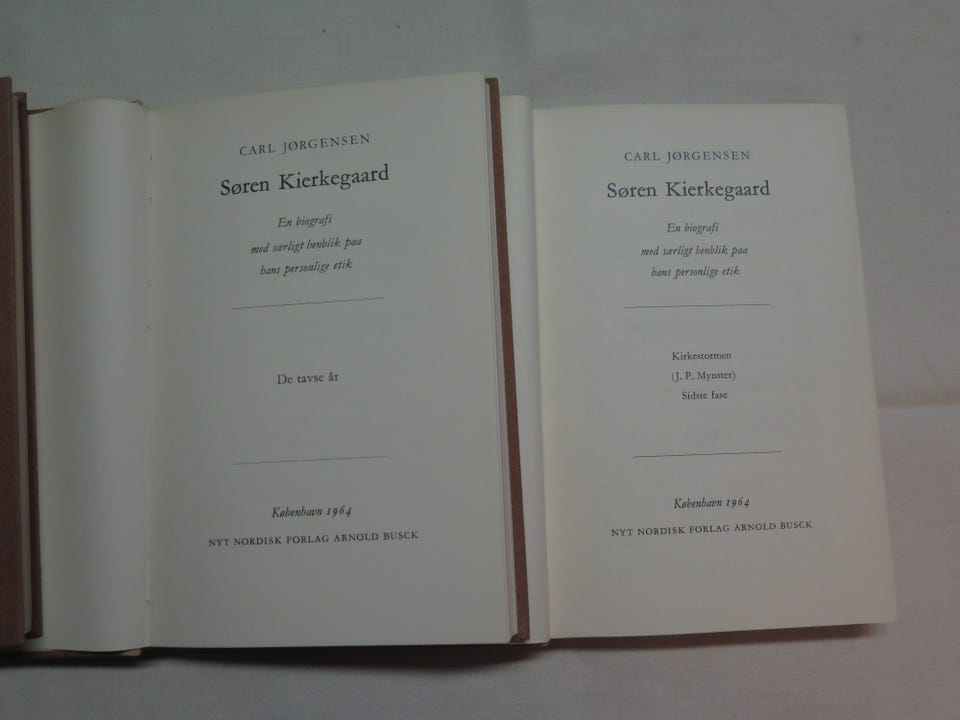 CARL JØRGENSEN
Søren Kierkegaard
En biografi
med særligt henblik paa
hans personlige etik
De tavse år
København 1964
NYT NORDISK FORLAG ARNOLD BUSCK
CARL JØRGENSEN
Søren Kierkegaard
En biografi
med særligt henblik paa
hans personlige etik
Kirkestormen
(J. P. Mynster)
Sidste fase
København 1964
NYT NORDISK FORLAG ARNOLD BUSCK